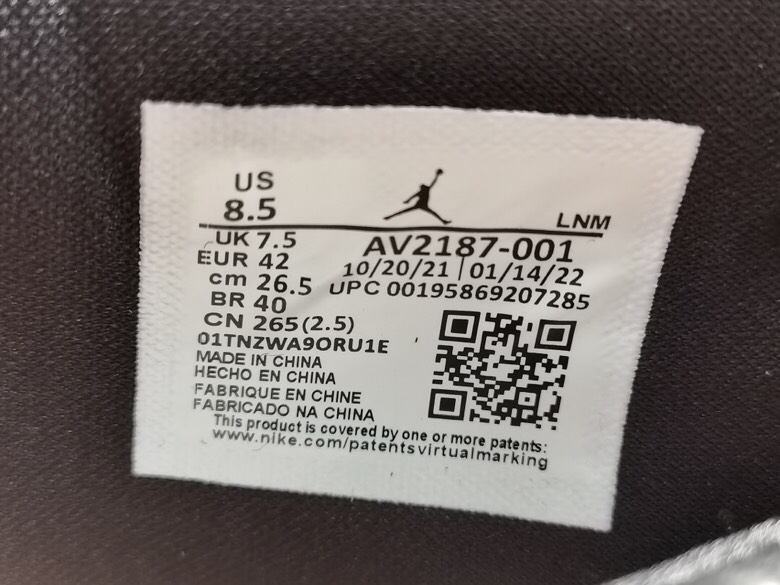 US
8.5
LNM
UK 7.5
AV2187-001
EUR 42
10/20/21 | 01/14/22
cm 26.5
UPC 00195869207285
BR 40
CN 265(2.5)
01TNZWA9ORU1E
MADE IN CHINA
HECHO EN CHINA
FABRIQUE EN CHINE
FABRICADO NA CHINA
This product is covered by one or more patents:
www.nike.com/patentsvirtualmarking